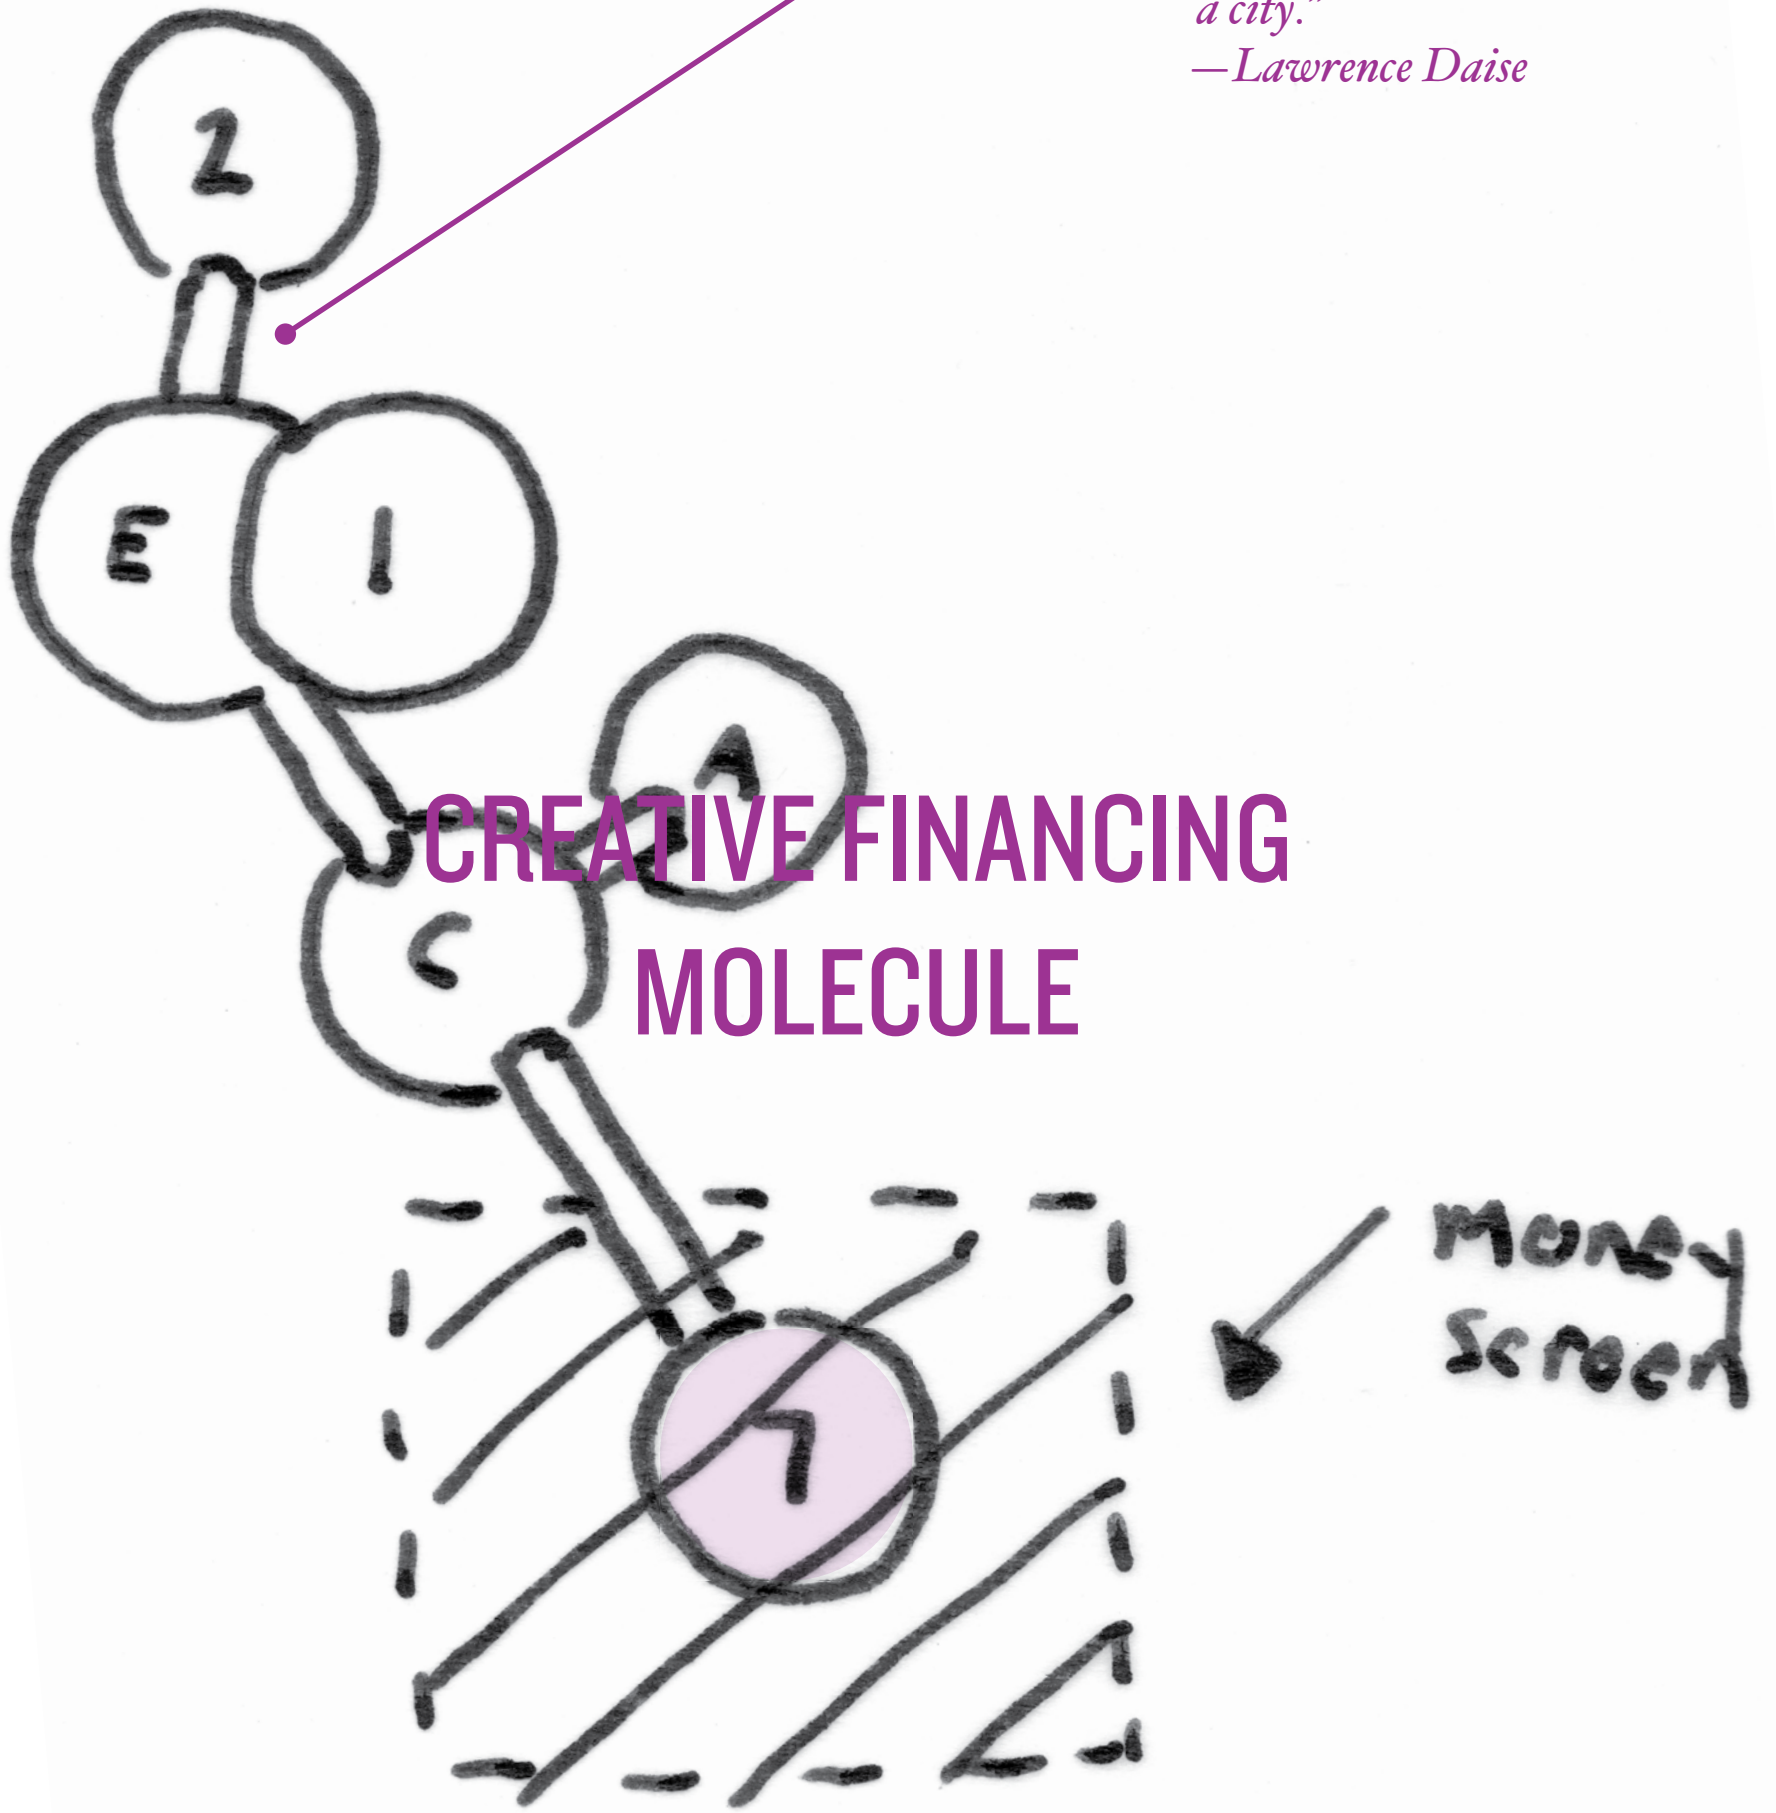 a city.”
—Lawrence Daise
2
E
1
A
CREATIVE FINANCING
MOLECULE
C
Money
Screen
7